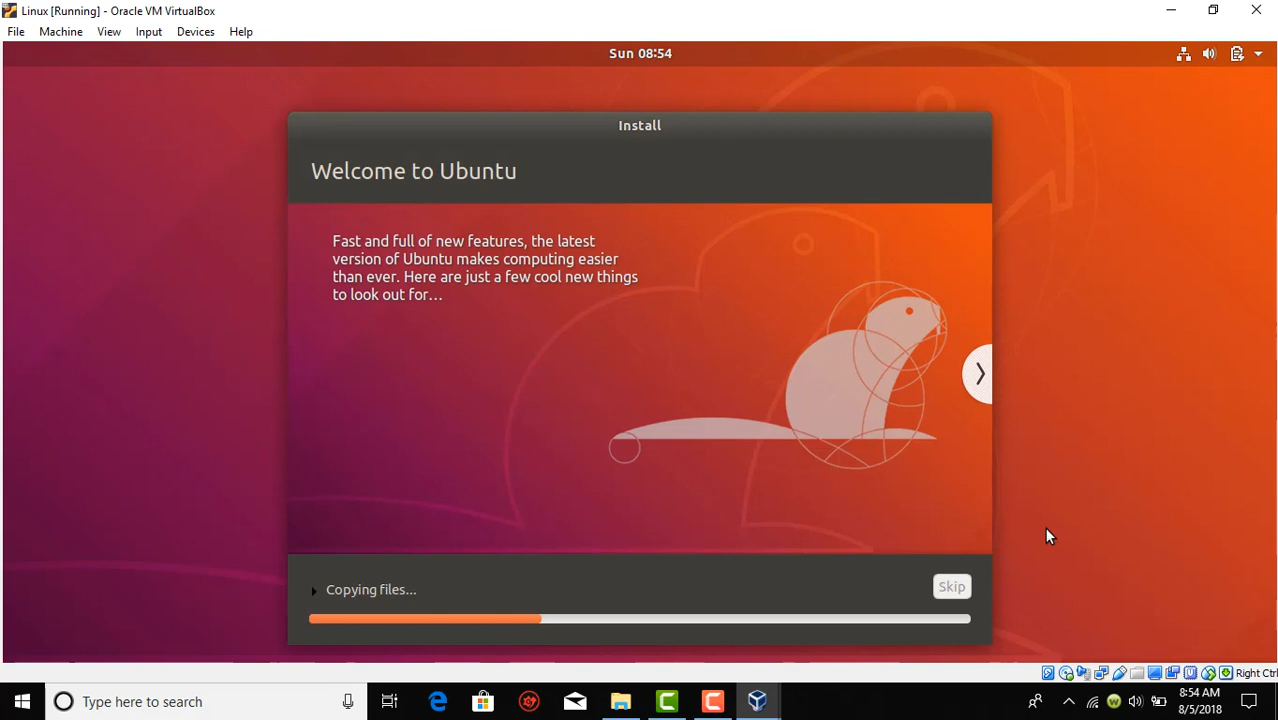 Linux [Running] - Oracle VM VirtualBox
File Machine View Input Devices Help
Sun 08:54
Install
Welcome to Ubuntu
Fast and full of new features, the latest
version of Ubuntu makes computing easier
than ever. Here are just a few cool new things
to look out for…
Copying files...
Skip
Right Ctrl
Type here to search
8:54 AM
8/5/2018